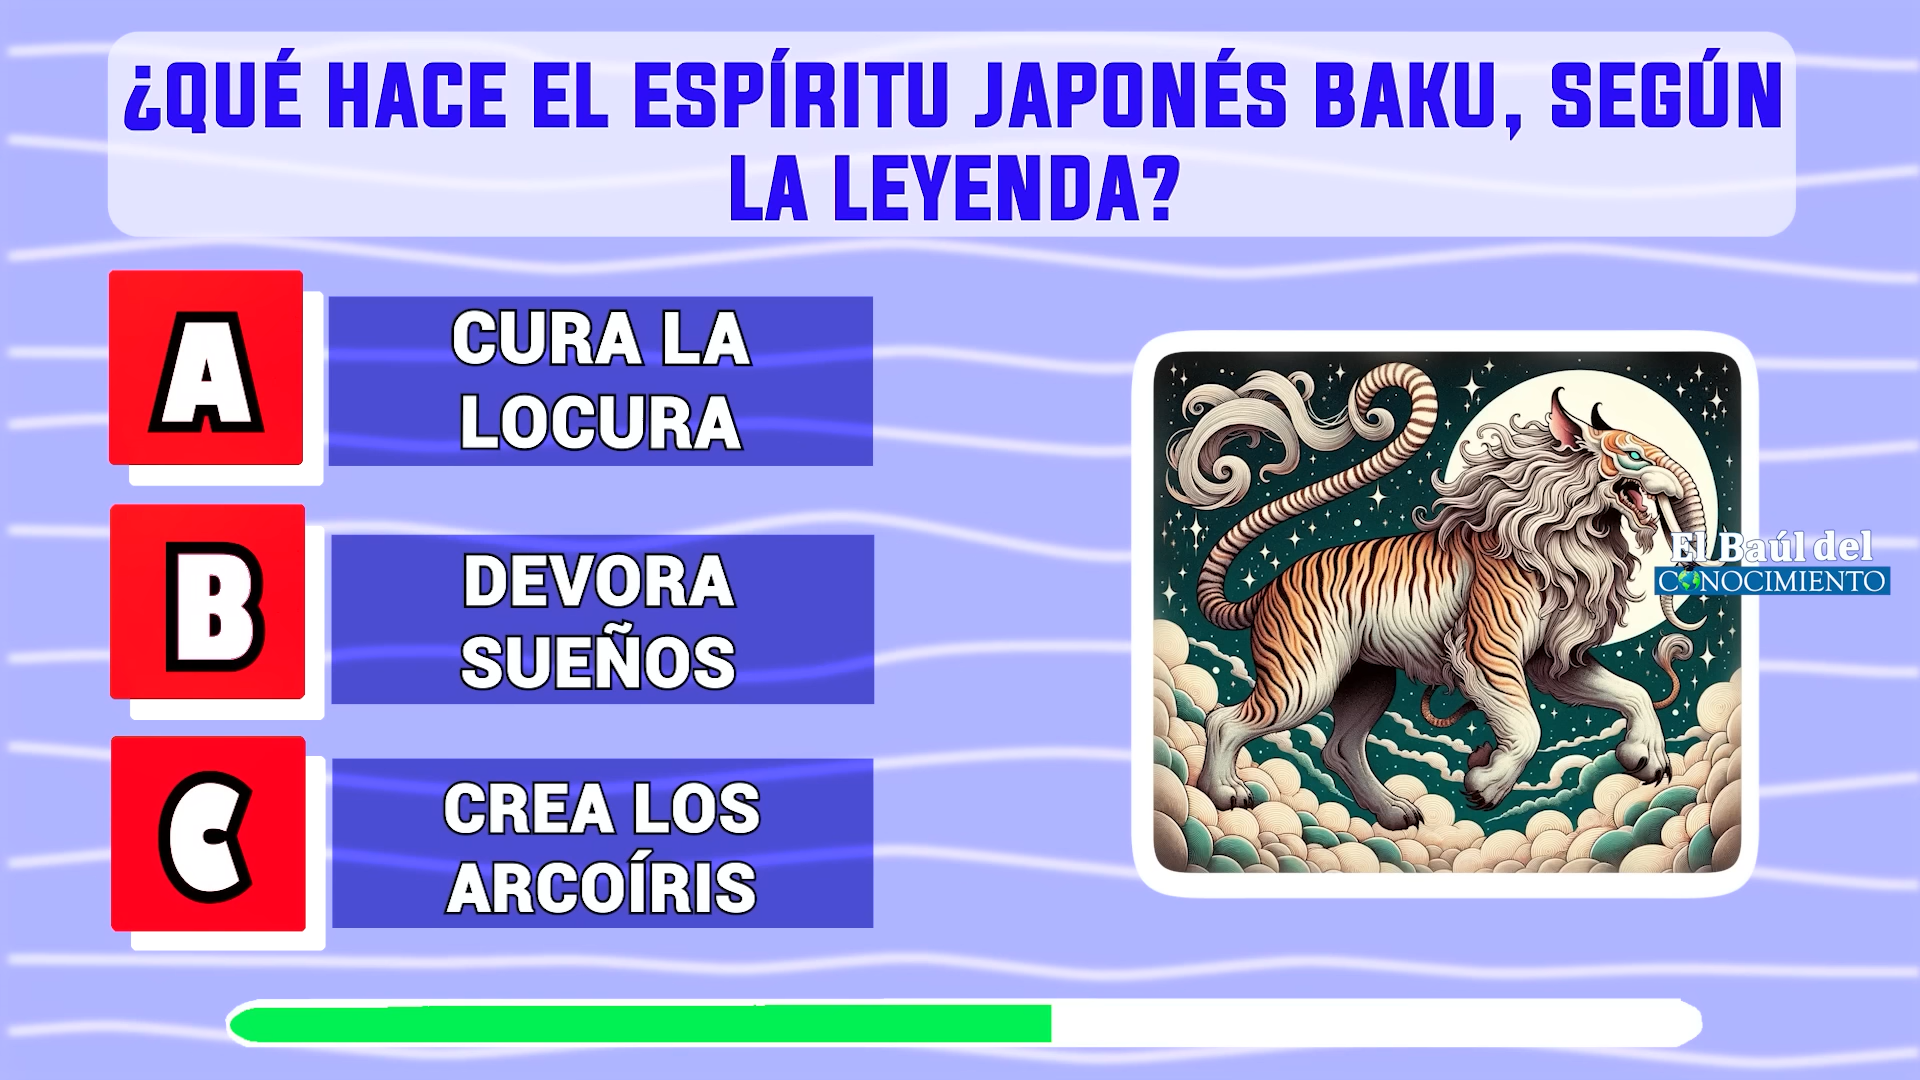 ¿QUÉ HACE EL ESPÍRITU JAPONÉS BAKU, SEGÚN
LA LEYENDA?
A
CURA LA
LOCURA
B
DEVORA
SUEÑOS
C
CREA LOS
ARCOÍRIS
El Baúl del
CONOCIMIENTO